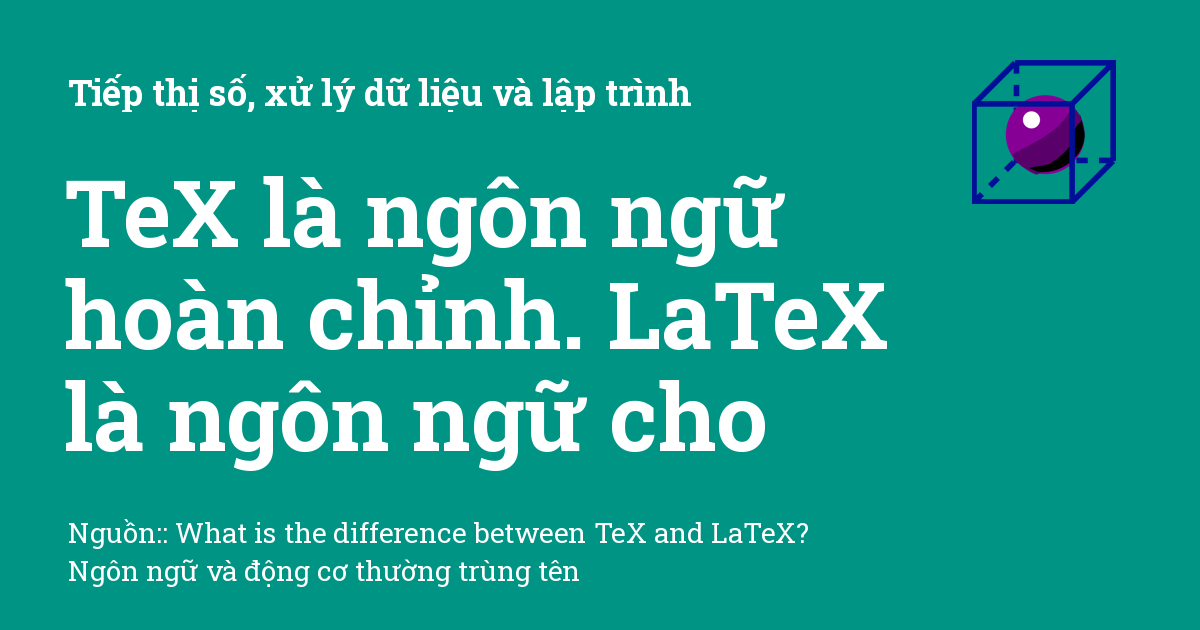 Tiếp thị số, xử lý dữ liệu và lập trình
TeX là ngôn ngữ
hoàn chỉnh. LaTeX
là ngôn ngữ cho
Nguồn:: What is the difference between TeX and LaTeX?
Ngôn ngữ và động cơ thường trùng tên